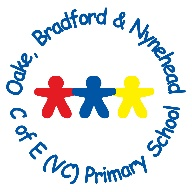 Oake, Bradford & Nynehead
C of E (VC) Primary School